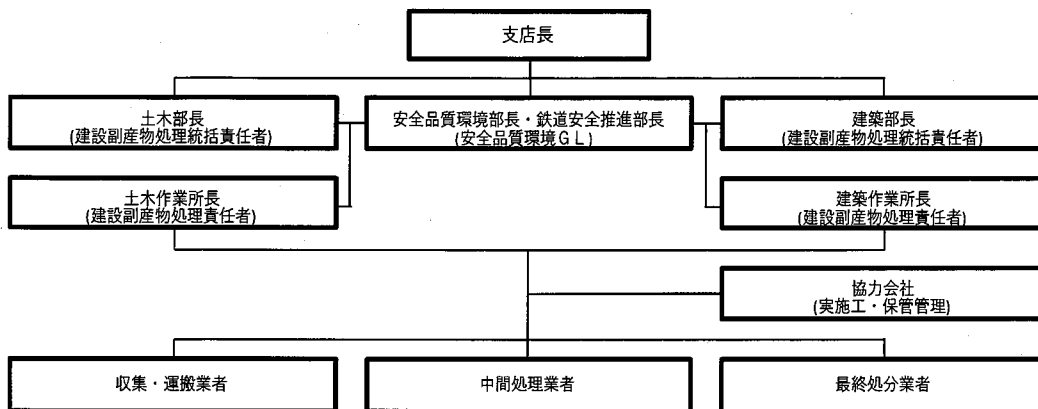 支店長
土木部長
(建設副産物処理統括責任者)
安全品質環境部長・鉄道安全推進部長
(安全品質環境GL)
建築部長
(建設副産物処理統括責任者)
土木作業所長
(建設副産物処理責任者)
建築作業所長
(建設副産物処理責任者)
協力会社
(実施工・保管管理)
収集・運搬業者
中間処理業者
最終処分業者